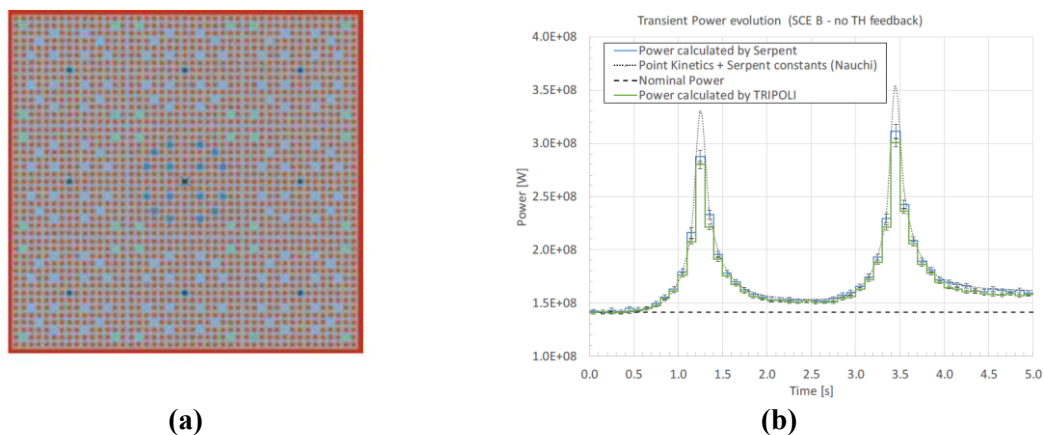 Transient Power evolution (SCE B - no TH feedback)
4.0E+08
3.5E+08
3.0E+08
2.5E+08
2.0E+08
1.5E+08
1.0E+08
Power [W]
Power calculated by Serpent
Point Kinetics + Serpent constants (Nauchi)
Nominal Power
Power calculated by TRIPOLI
0.0 0.5 1.0 1.5 2.0 2.5 3.0 3.5 4.0 4.5 5.0
Time [s]
(a) (b)